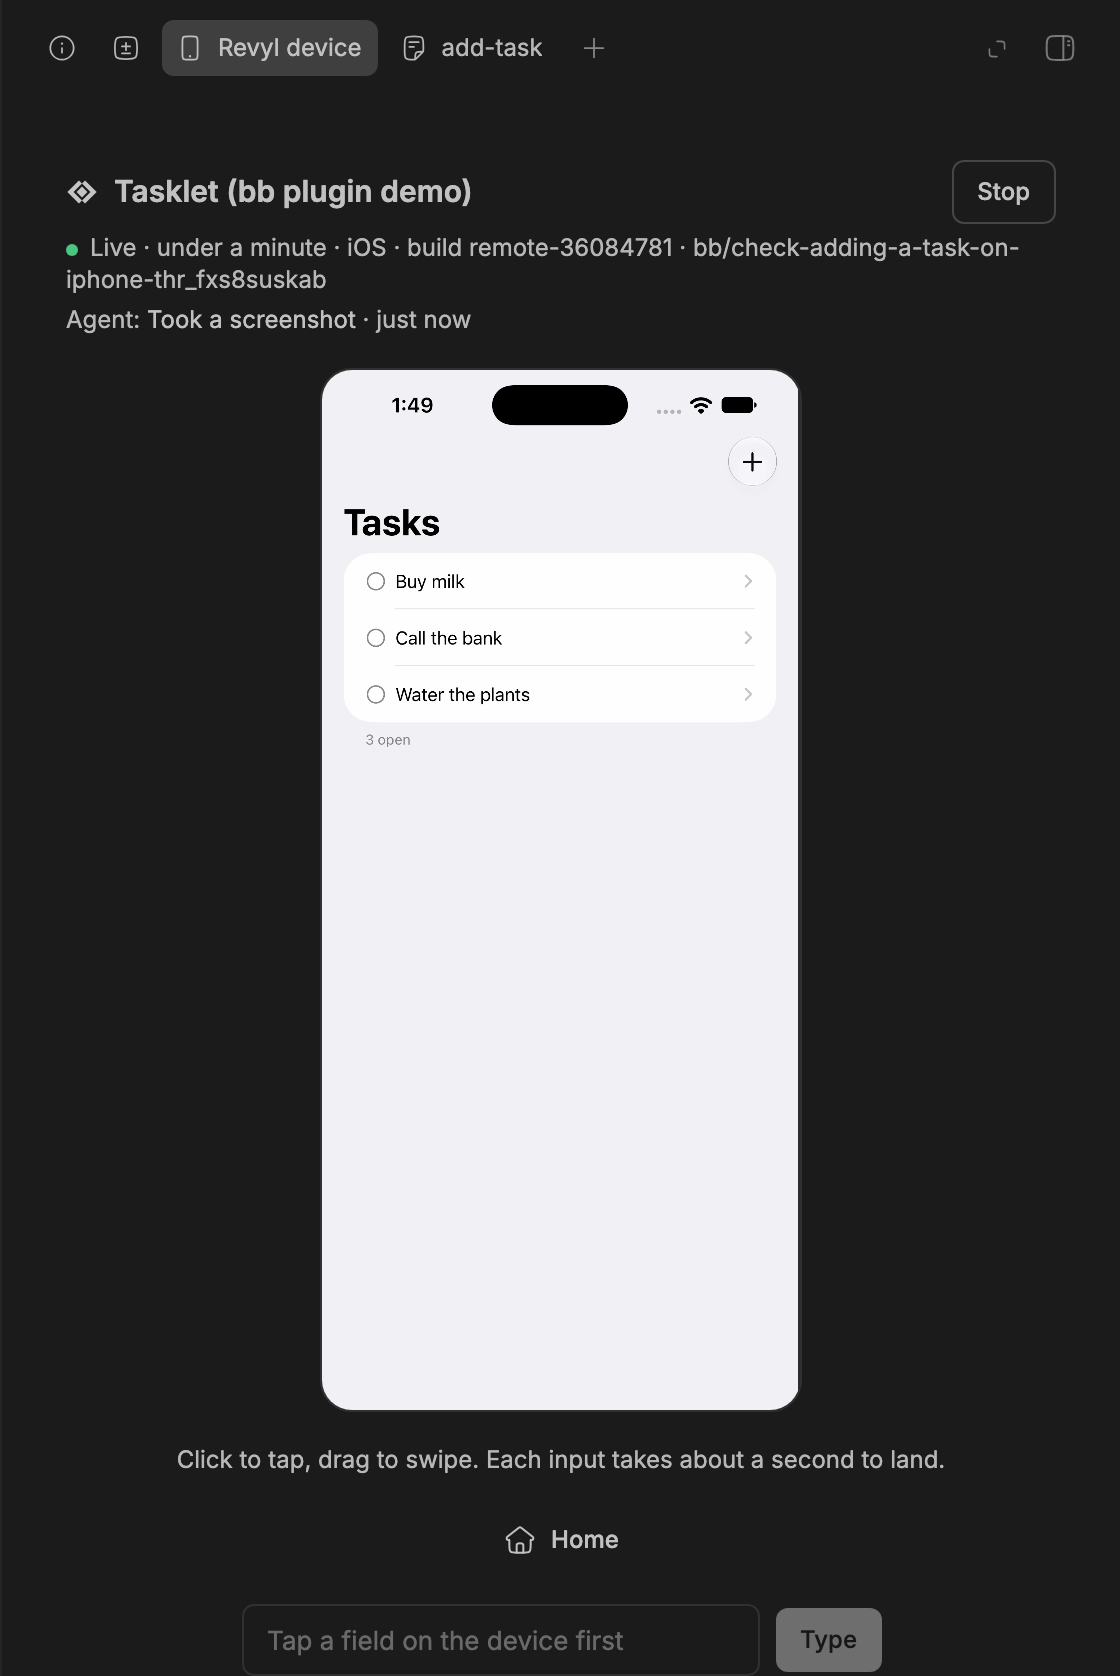 Revyl device
add-task
Tasklet (bb plugin demo)
Stop
Live · under a minute · iOS · build remote-36084781 · bb/check-adding-a-task-on-
iphone-thr_fxs8suskab
Agent: Took a screenshot · just now
1:49
Tasks
Buy milk
Call the bank
Water the plants
3 open
Click to tap, drag to swipe. Each input takes about a second to land.
Home
Tap a field on the device first
Type